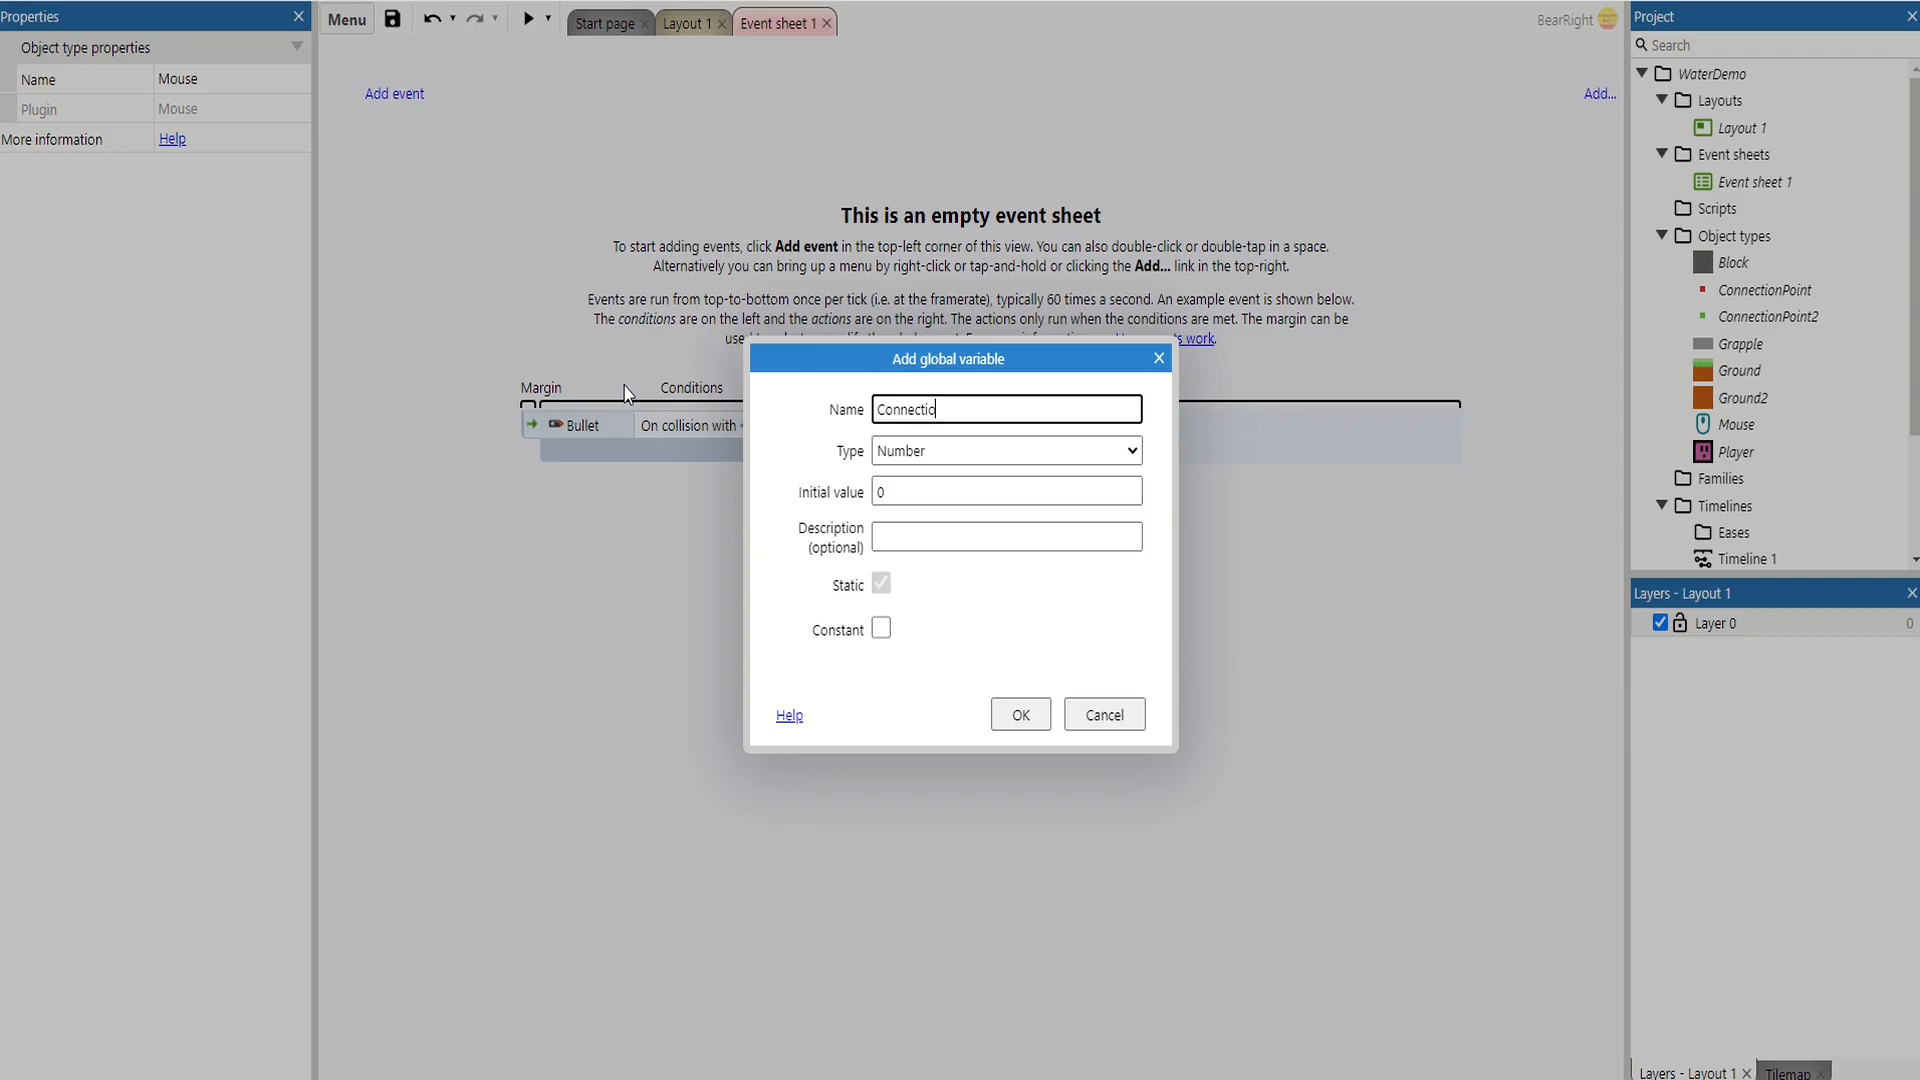 Properties
Object type properties
Name Mouse
Plugin Mouse
More information Help
Menu
Start page
Layout 1
Event sheet 1
BearRight
Add event
Add...
This is an empty event sheet
To start adding events, click Add event in the top-left corner of this view. You can also double-click or double-tap in a space.
Alternatively you can bring up a menu by right-click or tap-and-hold or clicking the Add... link in the top-right.
Events are run from top-to-bottom once per tick (i.e. at the framerate), typically 60 times a second. An example event is shown below.
The conditions are on the left and the actions are on the right. The actions only run when the conditions are met. The margin can be
work.
Margin
Conditions
Bullet
On collision with
Add global variable
Name Connectio
Type Number
Initial value 0
Description
(optional)
Static
Constant
Help
OK
Cancel
Project
Search
WaterDemo
Layouts
Layout 1
Event sheets
Event sheet 1
Scripts
Object types
Block
ConnectionPoint
ConnectionPoint2
Grapple
Ground
Ground2
Mouse
Player
Families
Timelines
Eases
Timeline 1
Layers - Layout 1
Layer 0 0
Layers - Layout 1
Tilemap